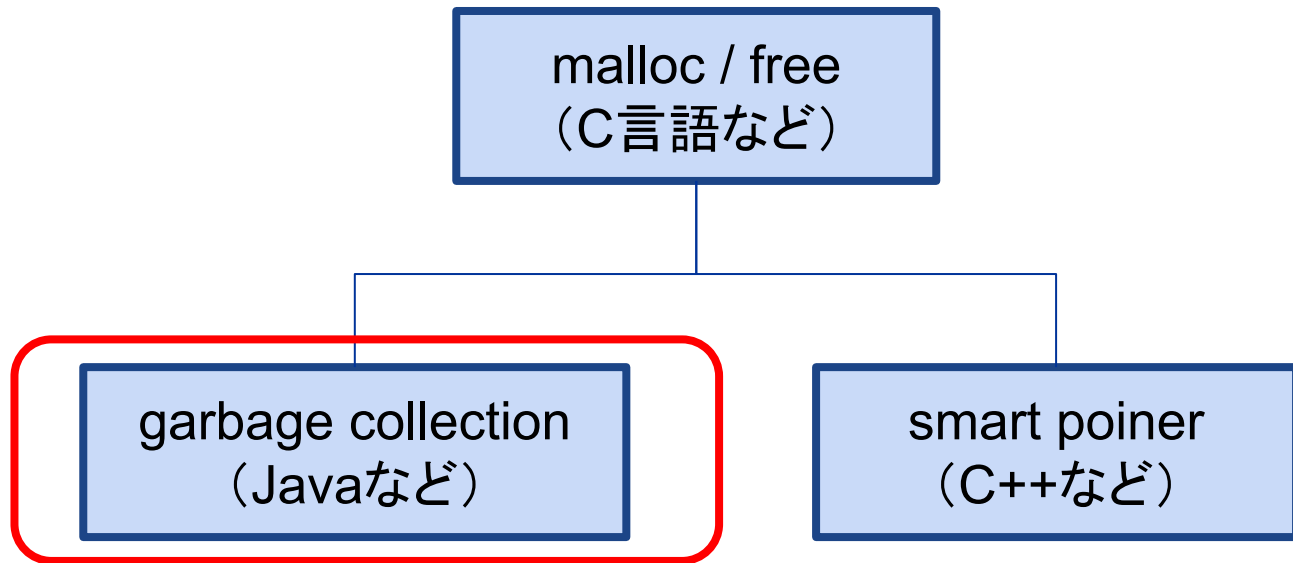 malloc / free
（C言語など）
garbage collection
（Javaなど）
smart poiner
（C++など）